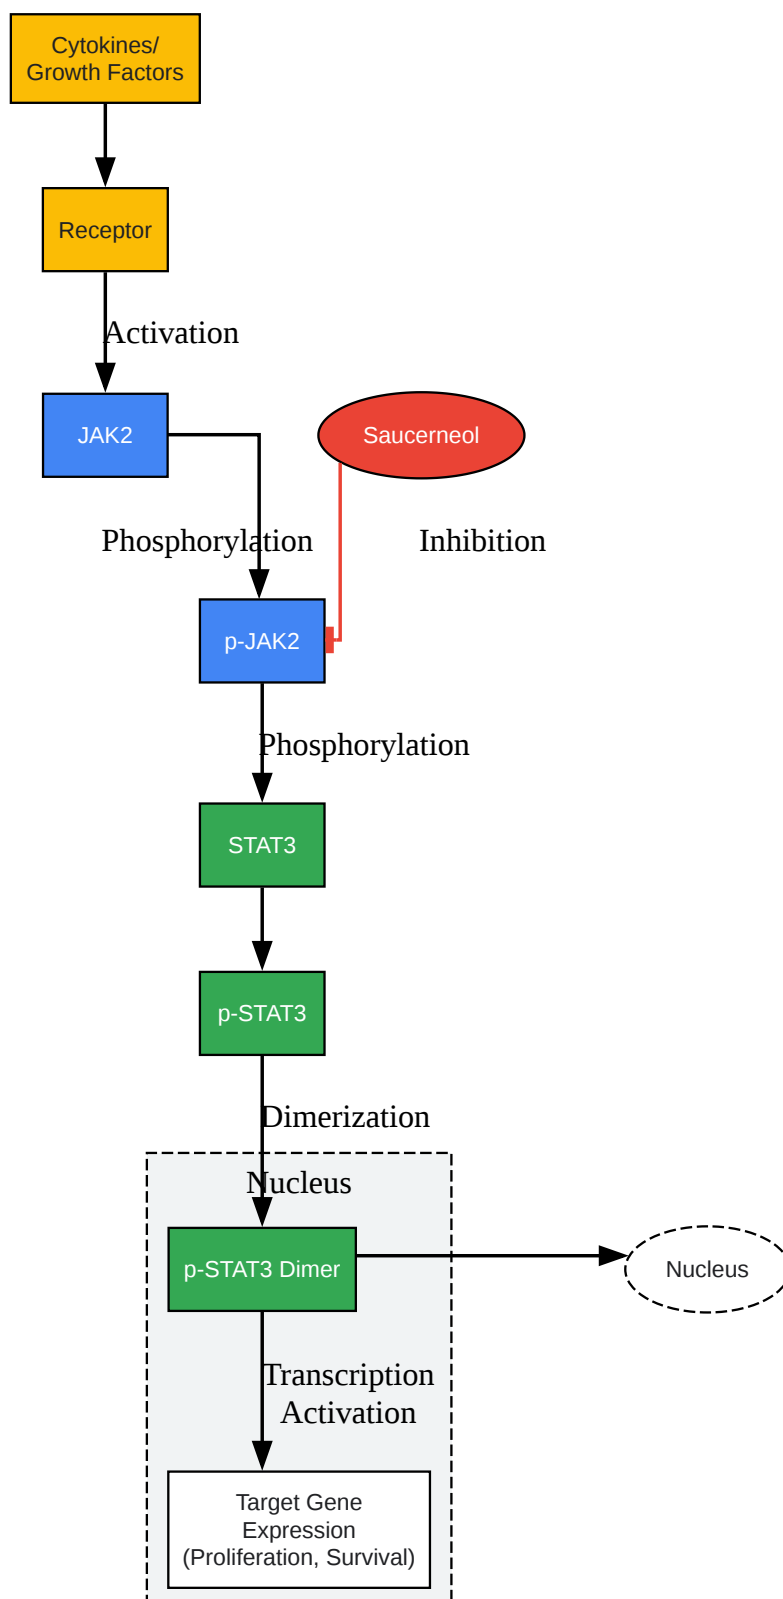 Cytokines/
Growth Factors
Receptor
Activation
JAK2
Saucerneol
Phosphorylation
Inhibition
p-JAK2
Phosphorylation
STAT3
p-STAT3
Dimerization
Nucleus
p-STAT3 Dimer
Nucleus
Transcription
Activation
Target Gene
Expression
(Proliferation, Survival)